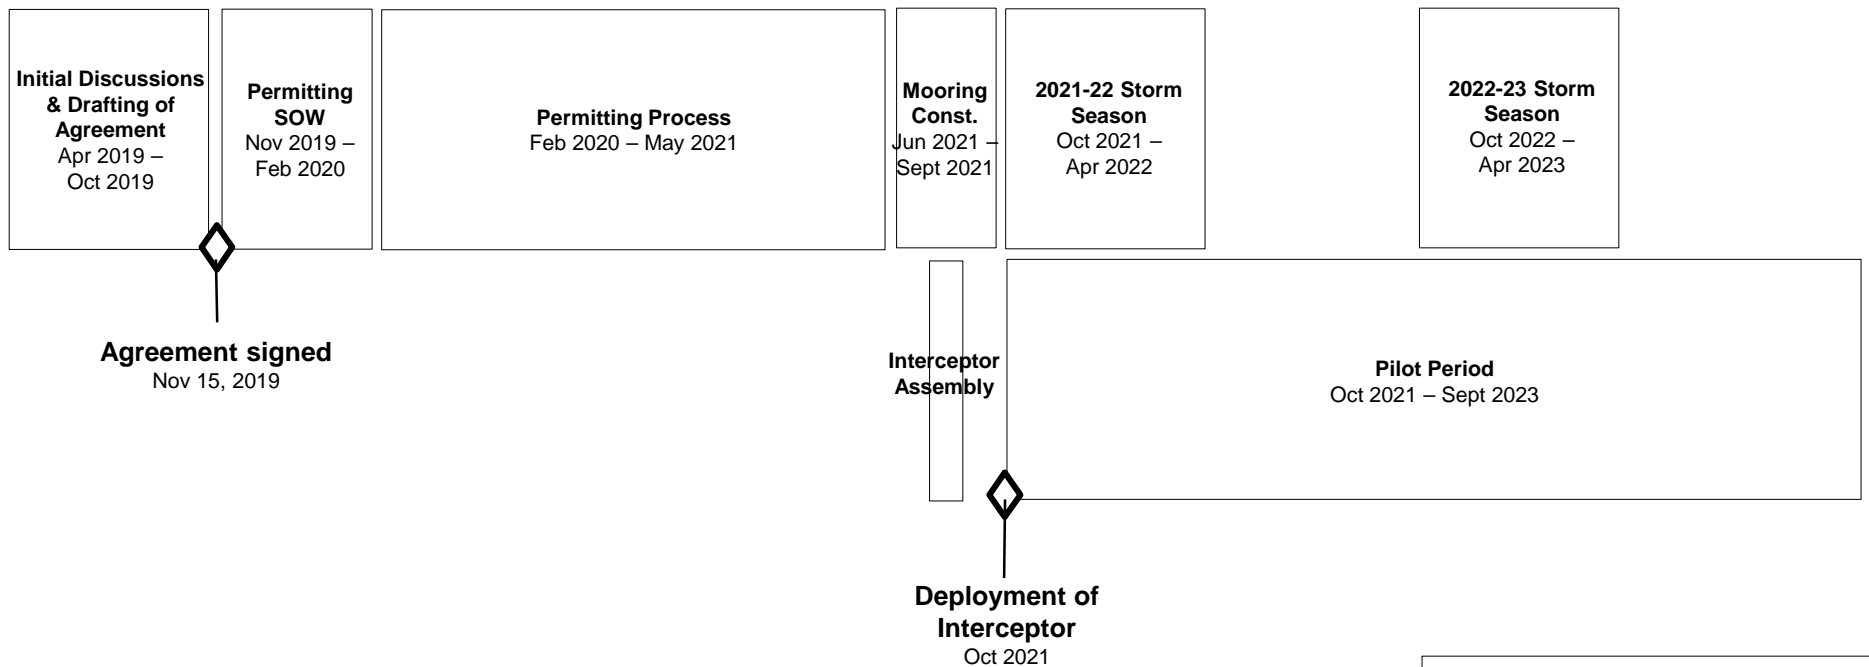 Initial Discussions
& Drafting of
Agreement
Apr 2019 –
Oct 2019
Permitting
SOW
Nov 2019 –
Feb 2020
Permitting Process
Feb 2020 – May 2021
Mooring
Const.
Jun 2021 –
Sept 2021
2021-22 Storm
Season
Oct 2021 –
Apr 2022
2022-23 Storm
Season
Oct 2022 –
Apr 2023
Agreement signed
Nov 15, 2019
Interceptor
Assembly
Pilot Period
Oct 2021 – Sept 2023
Deployment of
Interceptor
Oct 2021